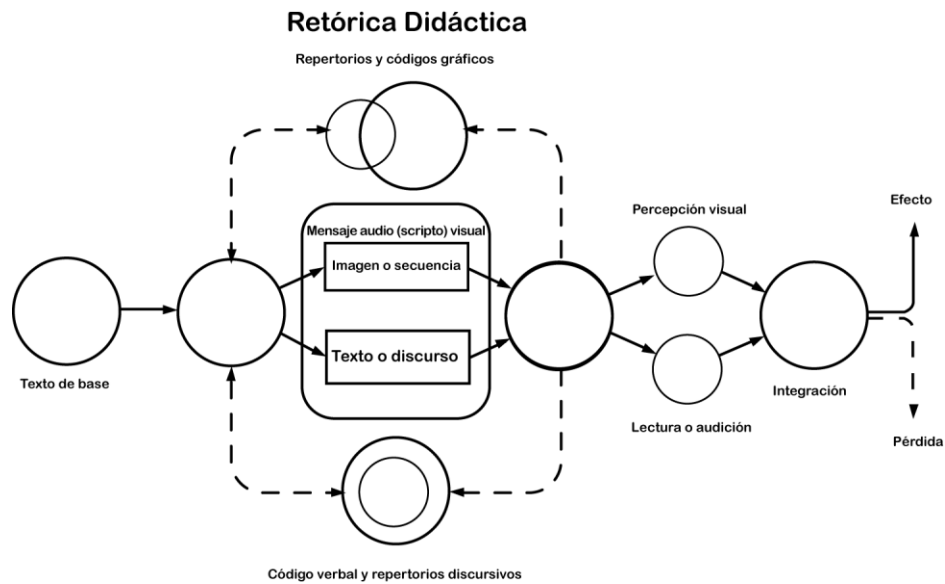 Retórica Didáctica
Repertorios y códigos gráficos
Mensaje audio (scripto) visual
Imagen o secuencia
Texto o discurso
Texto de base
Percepción visual
Lectura o audición
Integración
Efecto
Pérdida
Código verbal y repertorios discursivos